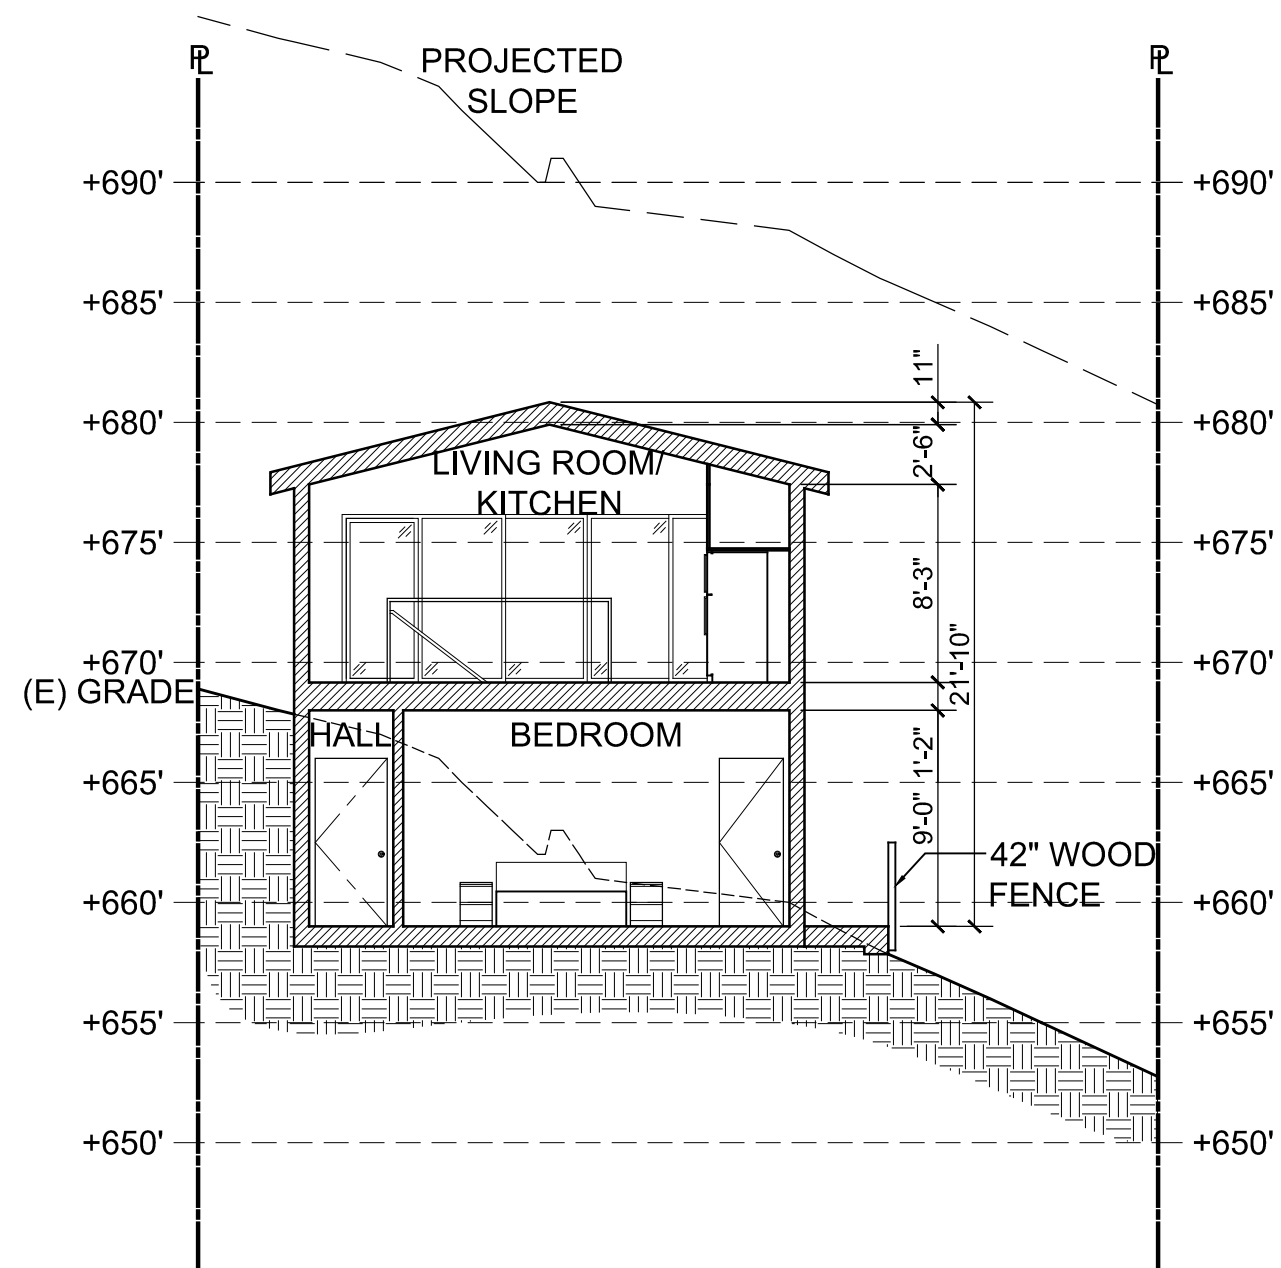 PL
PL
PROJECTED
SLOPE
+690'
+690'
+685'
+685'
11"
+680'
+680'
2'-6"
LIVING ROOM/
KITCHEN
+675'
+675'
8'-3"
+670'
+670'
21'-10"
(E) GRADE
HALL
BEDROOM
1'-2"
+665'
+665'
9'-0"
42" WOOD
FENCE
+660'
+660'
+655'
+655'
+650'
+650'